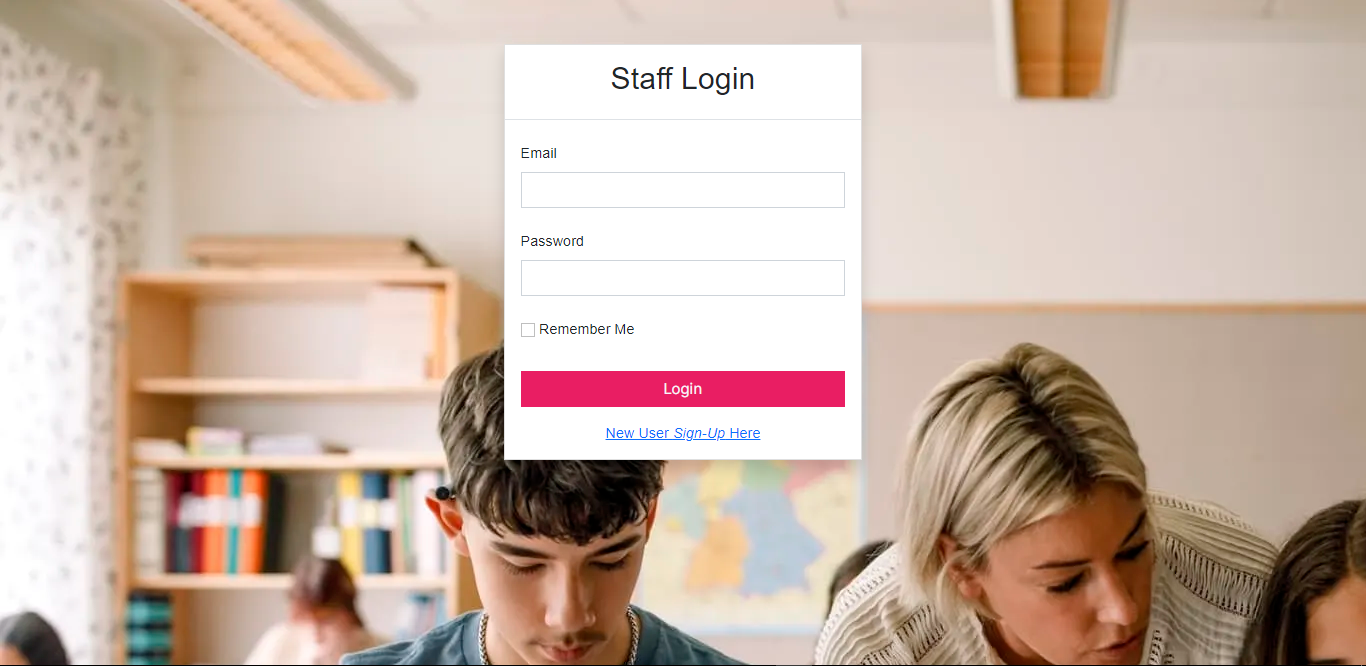 Staff Login
Email
Password
Remember Me
Login
New User Sign-Up Here